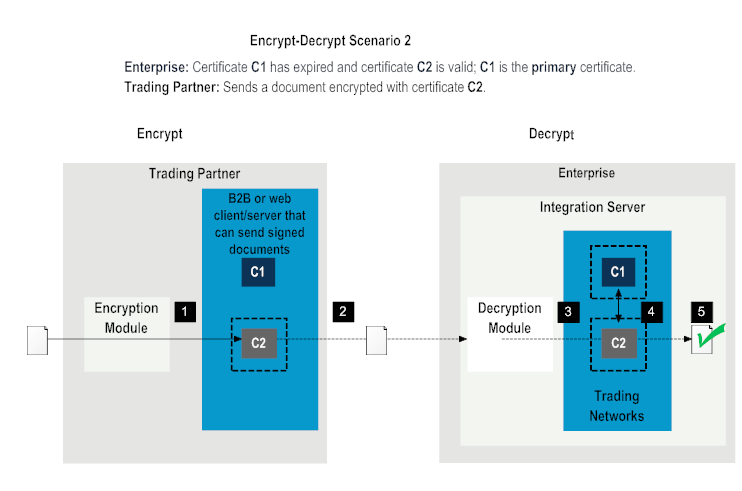 Encrypt-Decrypt Scenario 2
Enterprise: Certificate C1 has expired and certificate C2 is valid; C1 is the primary certificate.
Trading Partner: Sends a document encrypted with certificate C2.
Encrypt
Decrypt
Trading Partner
B2B or web
client/server that
can send signed
documents
C1
Encryption
Module
1
C2
2
Enterprise
Integration Server
C1
Decryption
Module
3
4
5
C2
Trading
Networks